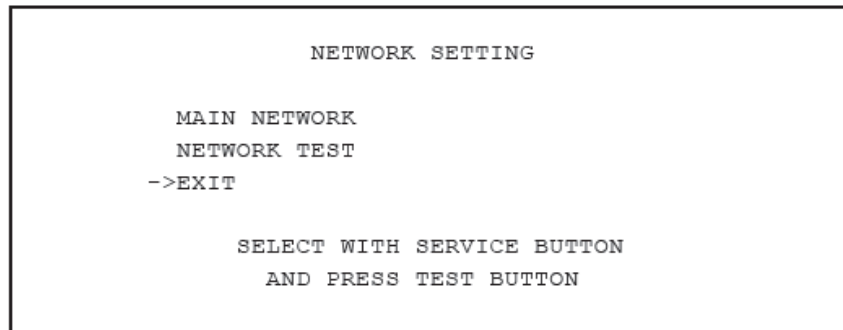 NETWORK SETTING
MAIN NETWORK
NETWORK TEST
->EXIT
SELECT WITH SERVICE BUTTON
AND PRESS TEST BUTTON